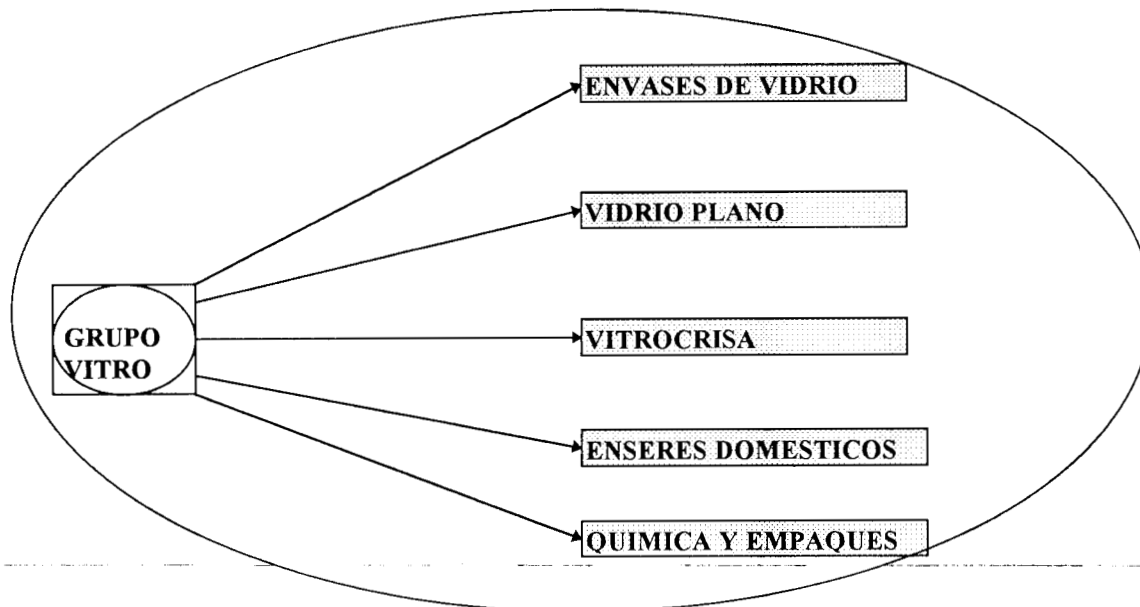 ENVASES DE VIDRIO
VIDRIO PLANO
GRUPO
VITRO
VITROCRISA
ENSERES DOMESTICOS
QUIMICA Y EMPAQUES